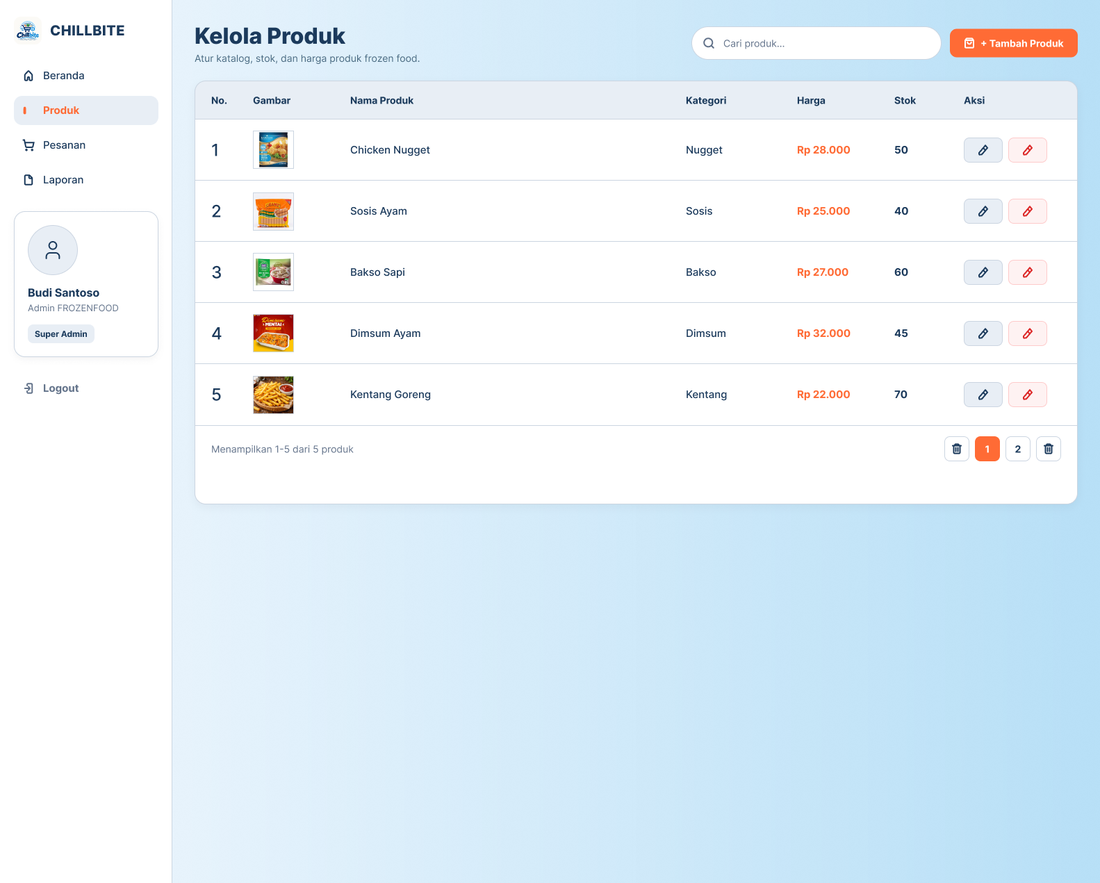 CHILLBITE
Beranda
Produk
Pesanan
Laporan
Budi Santoso
Admin FROZENFOOD
Super Admin
Logout
Kelola Produk
Atur katalog, stok, dan harga produk frozen food.
Cari produk...
+ Tambah Produk
No. Gambar Nama Produk Kategori Harga Stok Aksi
1 Chicken Nugget Nugget Rp 28.000 50
2 Sosis Ayam Sosis Rp 25.000 40
3 Bakso Sapi Bakso Rp 27.000 60
4 Dimsum Ayam Dimsum Rp 32.000 45
5 Kentang Goreng Kentang Rp 22.000 70
Menampilkan 1-5 dari 5 produk
1 2